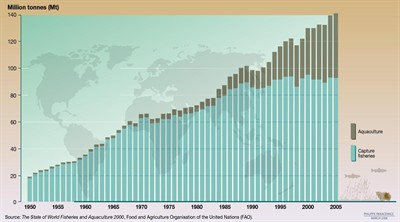 Million tonnes (Mt)
140
120
100
80
60
40
20
0
Aquaculture
Capture
fisheries
1950 1955 1960 1965 1970 1975 1980 1985 1990 1995 2000 2005
Source: The State of World Fisheries and Aquaculture 2000, Food and Agriculture Organisation of the United Nations (FAO).